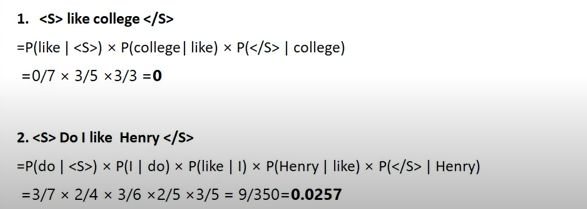 1. <S> like college </S>
=P(like | <S>) × P(college| like) × P(</S> | college)
=0/7 × 3/5 ×3/3 =0
2. <S> Do I like Henry </S>
=P(do | <S>) × P(I | do) × P(like | I) × P(Henry | like) × P(</S> | Henry)
=3/7 × 2/4 × 3/6 ×2/5 ×3/5 = 9/350=0.0257